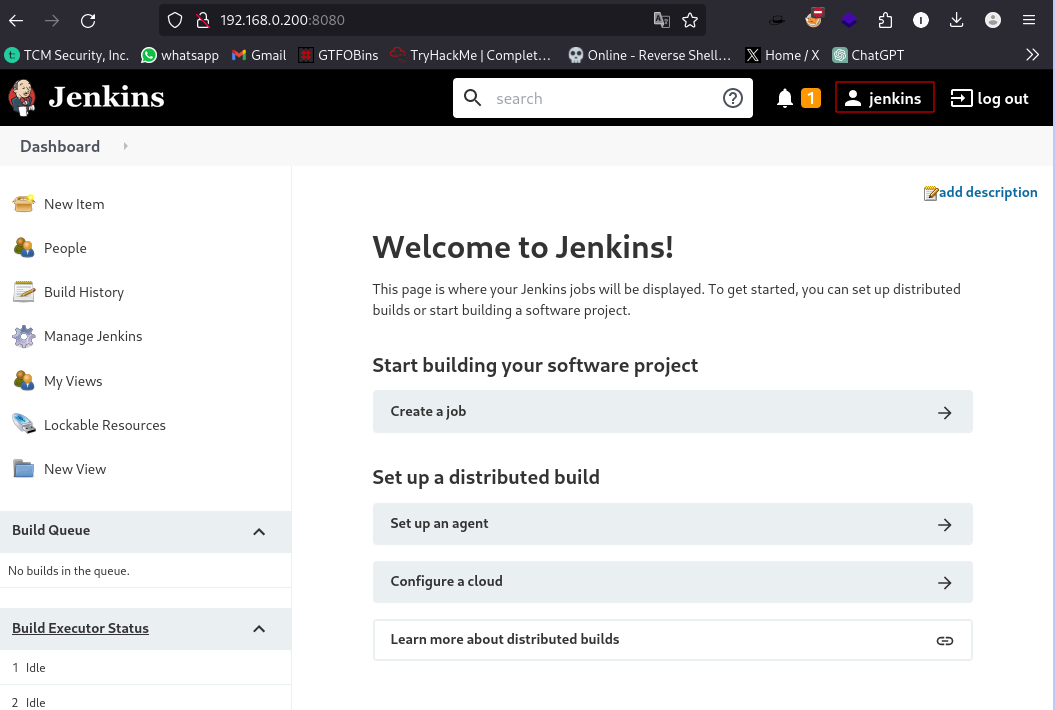 192.168.0.200:8080
TCM Security, Inc. whatsapp Gmail GTFOBins TryHackMe | Complet... Online - Reverse Shell... Home / X ChatGPT
Jenkins search 1 jenkins log out
Dashboard
add description
New Item
People
Build History
Manage Jenkins
My Views
Lockable Resources
New View
Build Queue
No builds in the queue.
Build Executor Status
1 Idle
2 Idle
Welcome to Jenkins!
This page is where your Jenkins jobs will be displayed. To get started, you can set up distributed
builds or start building a software project.
Start building your software project
Create a job
Set up a distributed build
Set up an agent
Configure a cloud
Learn more about distributed builds